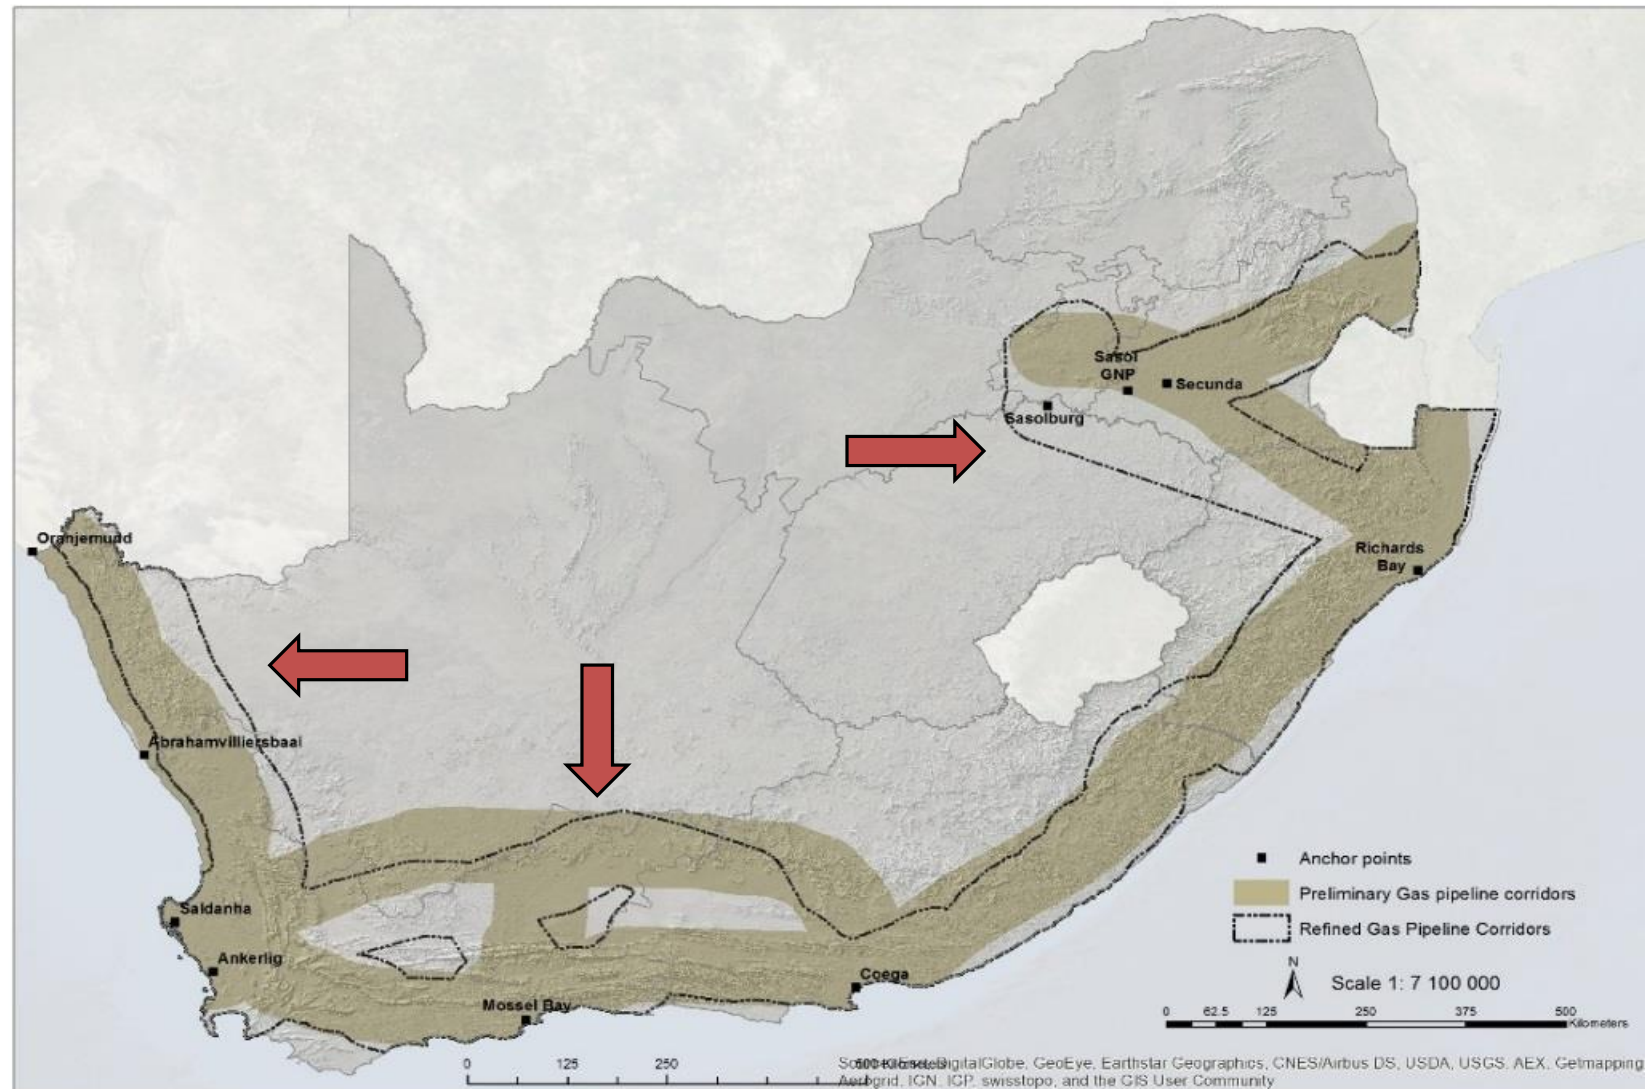 Sasol
GNP
Secunda
Sasolburg
Oranjemund
Richards
Bay
Abrahamvilliersbaai
Saldanha
Ankerlig
Coega
Mossel Bay
Anchor points
Preliminary Gas pipeline corridors
Refined Gas Pipeline Corridors
N
Scale 1: 7 100 000
0 62.5 125 250 375 500
Kilometers
0 125 250 500 Kilometers
DigitalGlobe, GeoEye, Earthstar Geographics, CNES/Airbus DS, USDA, USGS, AEX, Getmapping,
Aerogrid, IGN, IGP, swisstopo, and the GIS User Community